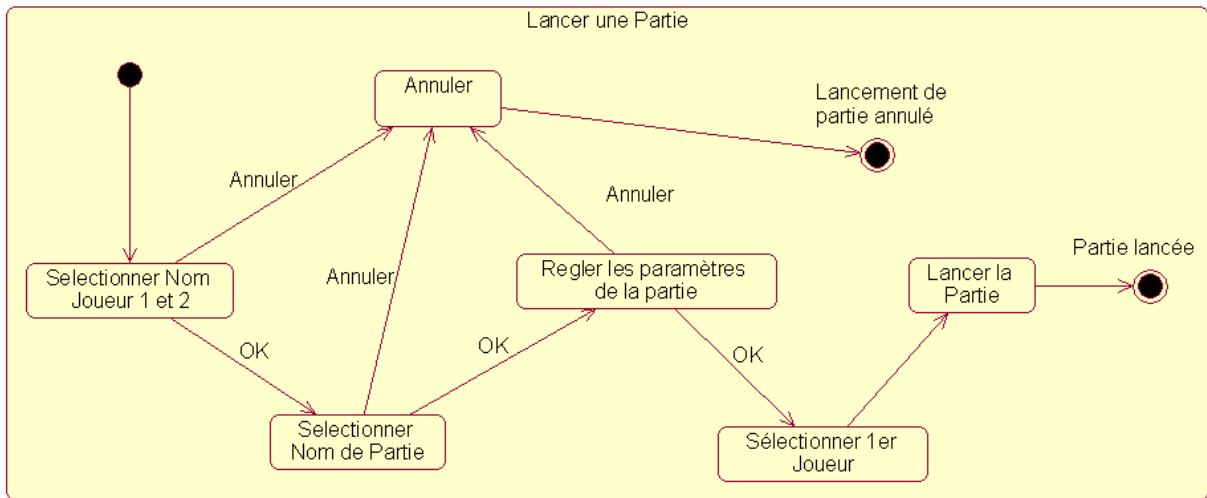 Lancer une Partie
Annuler
Lancement de
partie annulé
Annuler
Annuler
Selectionner Nom
Joueur 1 et 2
Annuler
Regler les paramètres
de la partie
Lancer la
Partie
Partie lancée
OK
OK
OK
Selectionner
Nom de Partie
Sélectionner 1er
Joueur